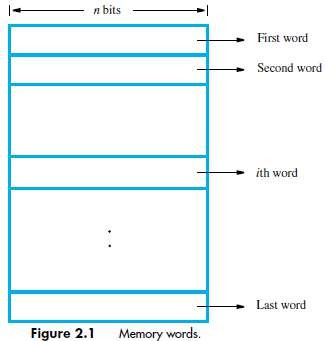 n bits
First word
Second word
ith word
Last word
Figure 2.1 Memory words.